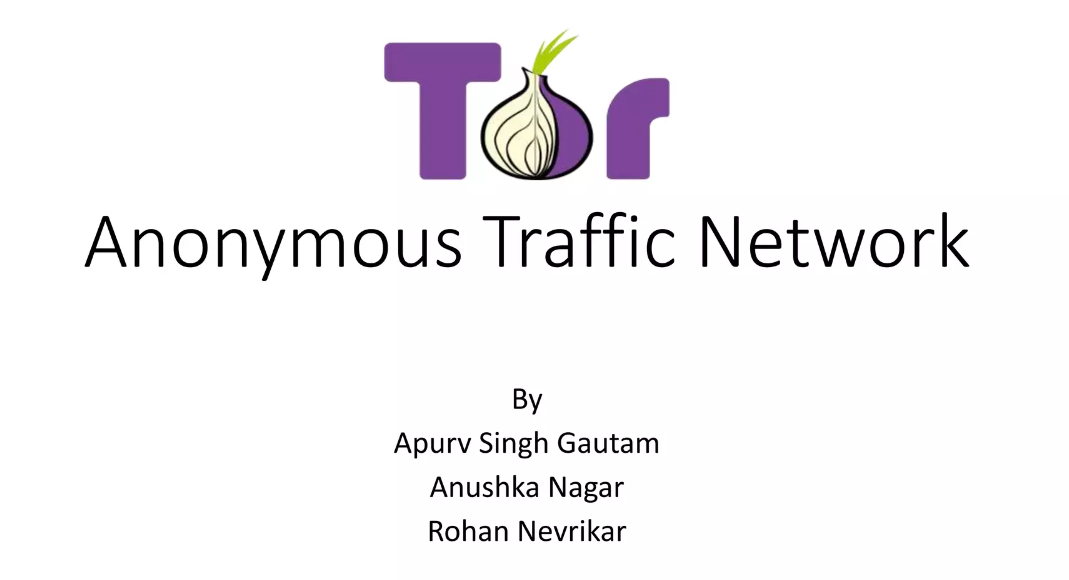 Tor
Anonymous Traffic Network
By
Apurv Singh Gautam
Anushka Nagar
Rohan Nevrikar